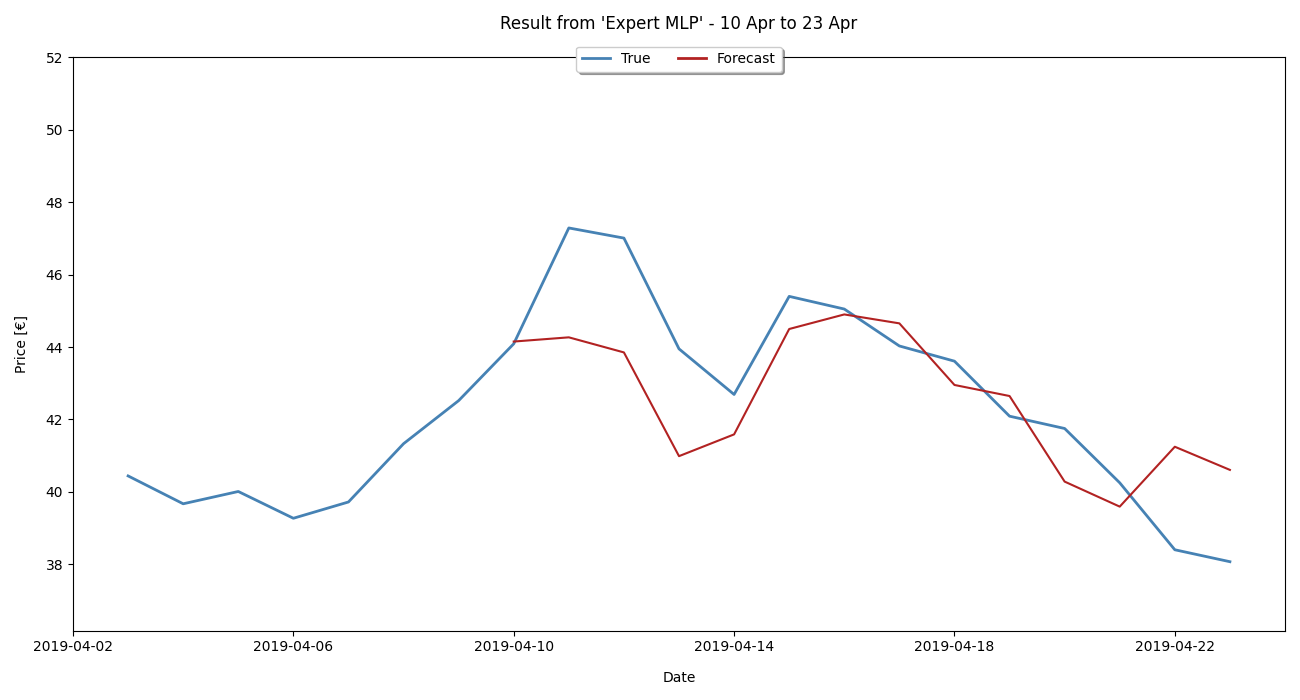 Result from 'Expert MLP' - 10 Apr to 23 Apr
True Forecast
52
50
48
46
44
42
40
38
Price [€]
2019-04-02 2019-04-06 2019-04-10 2019-04-14 2019-04-18 2019-04-22
Date